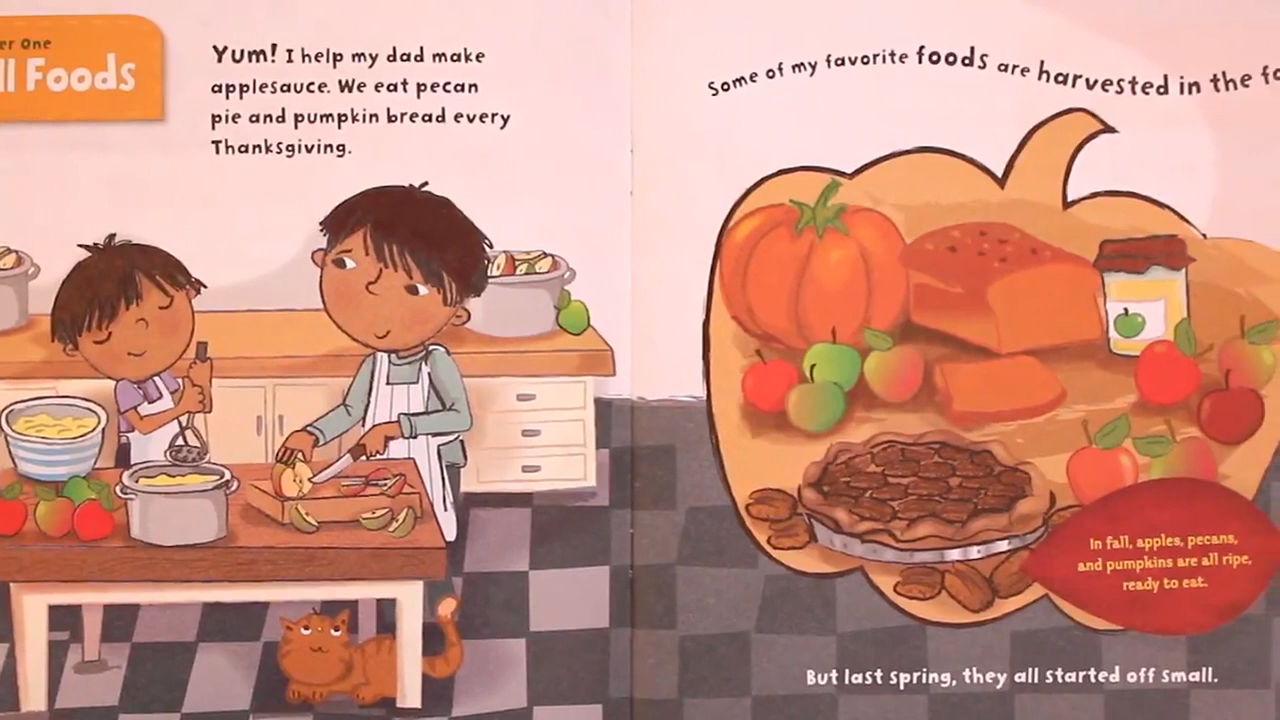 er One
ll Foods
Yum! I help my dad make
applesauce. We eat pecan
pie and pumpkin bread every
Thanksgiving.
Some of my favorite foods are harvested in the fa
In fall, apples, pecans,
and pumpkins are all ripe,
ready to eat.
But last spring, they all started off small.